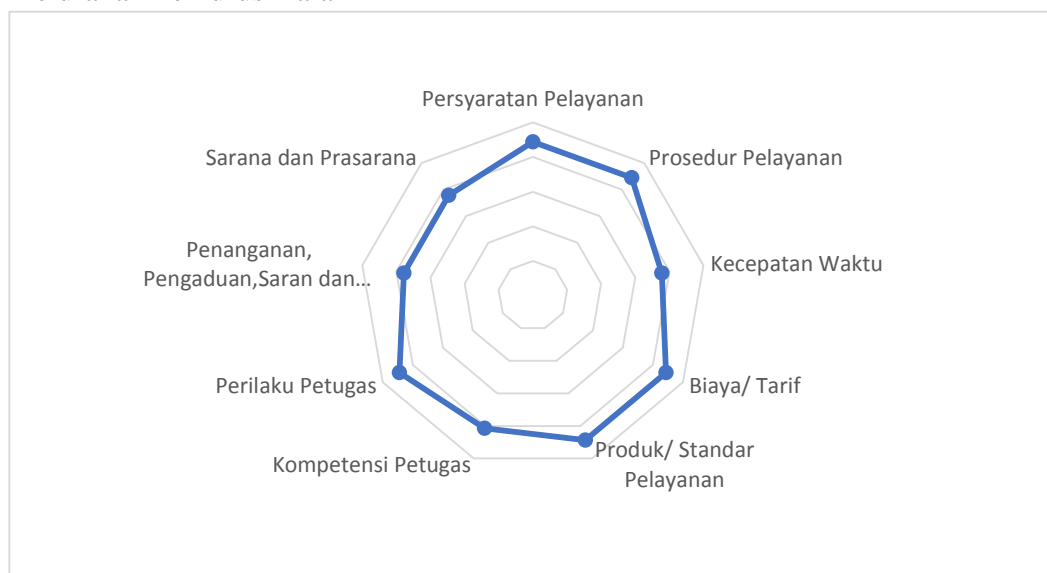 Persyaratan Pelayanan
Prosedur Pelayanan
Kecepatan Waktu
Biaya/ Tarif
Produk/ Standar
Pelayanan
Kompetensi Petugas
Perilaku Petugas
Penanganan,
Pengaduan,Saran dan…
Sarana dan Prasarana